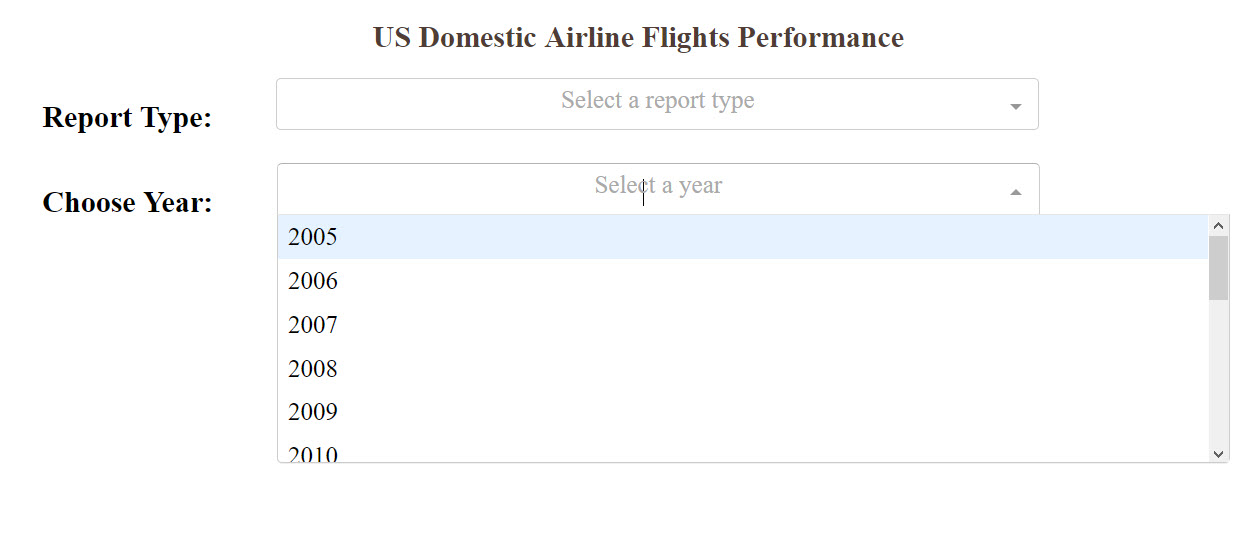 US Domestic Airline Flights Performance
Report Type:
Select a report type
Choose Year:
Select a year
2005
2006
2007
2008
2009
2010